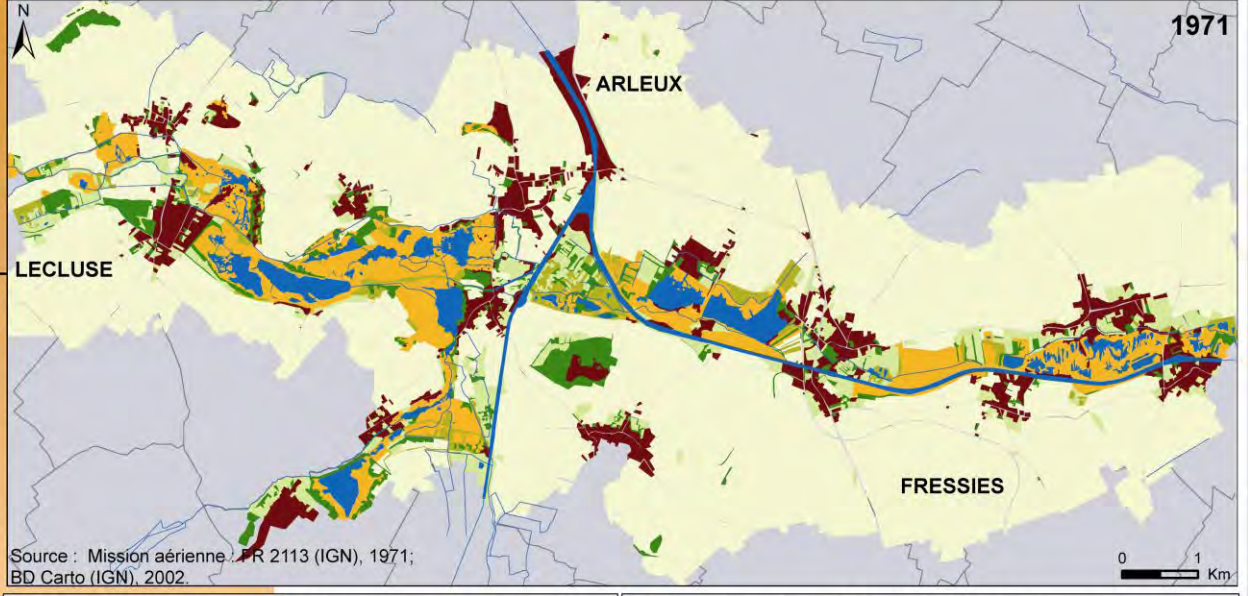 N
1971
ARLEUX
LECLUSE
FRESSIES
Source : Mission aérienne : FR 2113 (IGN), 1971;
BD Carto (IGN), 2002.
0 1
Km